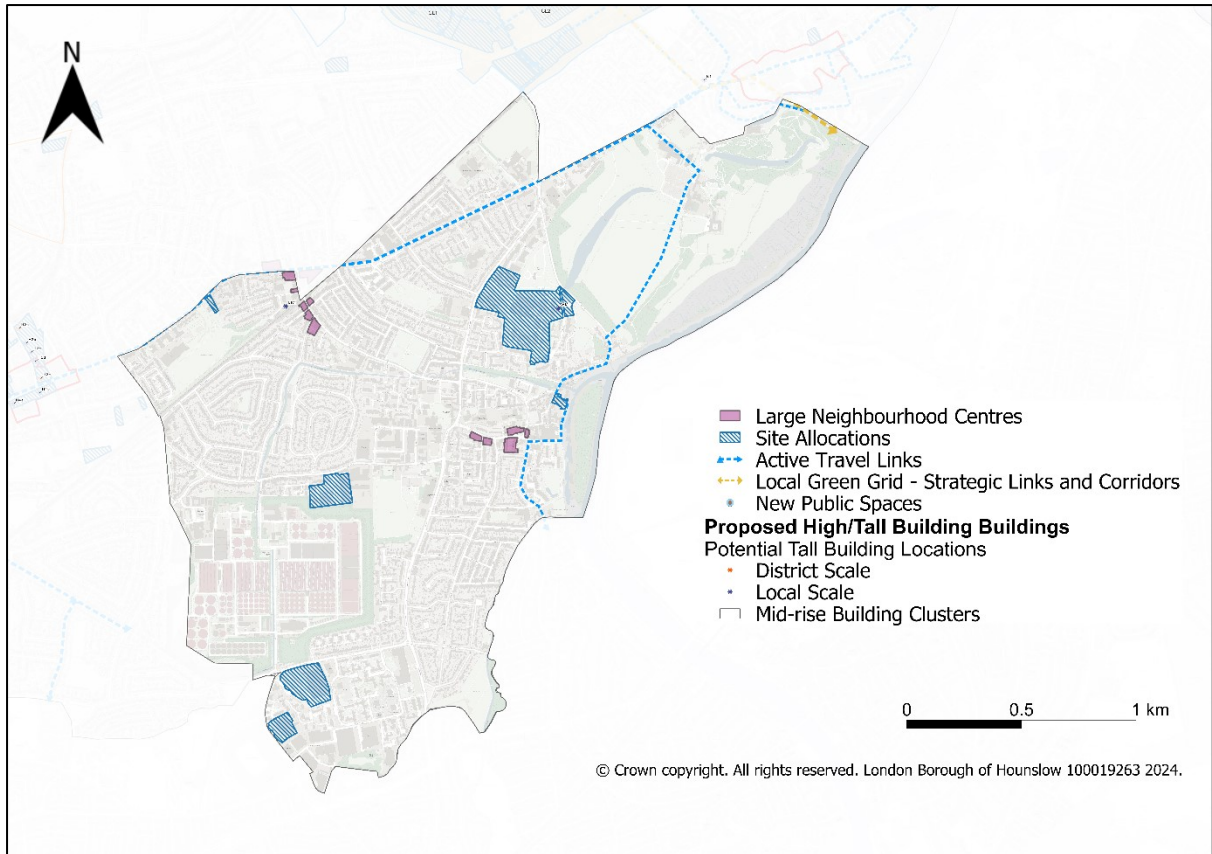 N
Large Neighbourhood Centres
Site Allocations
Active Travel Links
Local Green Grid - Strategic Links and Corridors
New Public Spaces
Proposed High/Tall Building Buildings
Potential Tall Building Locations
District Scale
Local Scale
Mid-rise Building Clusters
0 0.5 1 km
© Crown copyright. All rights reserved. London Borough of Hounslow 100019263 2024.